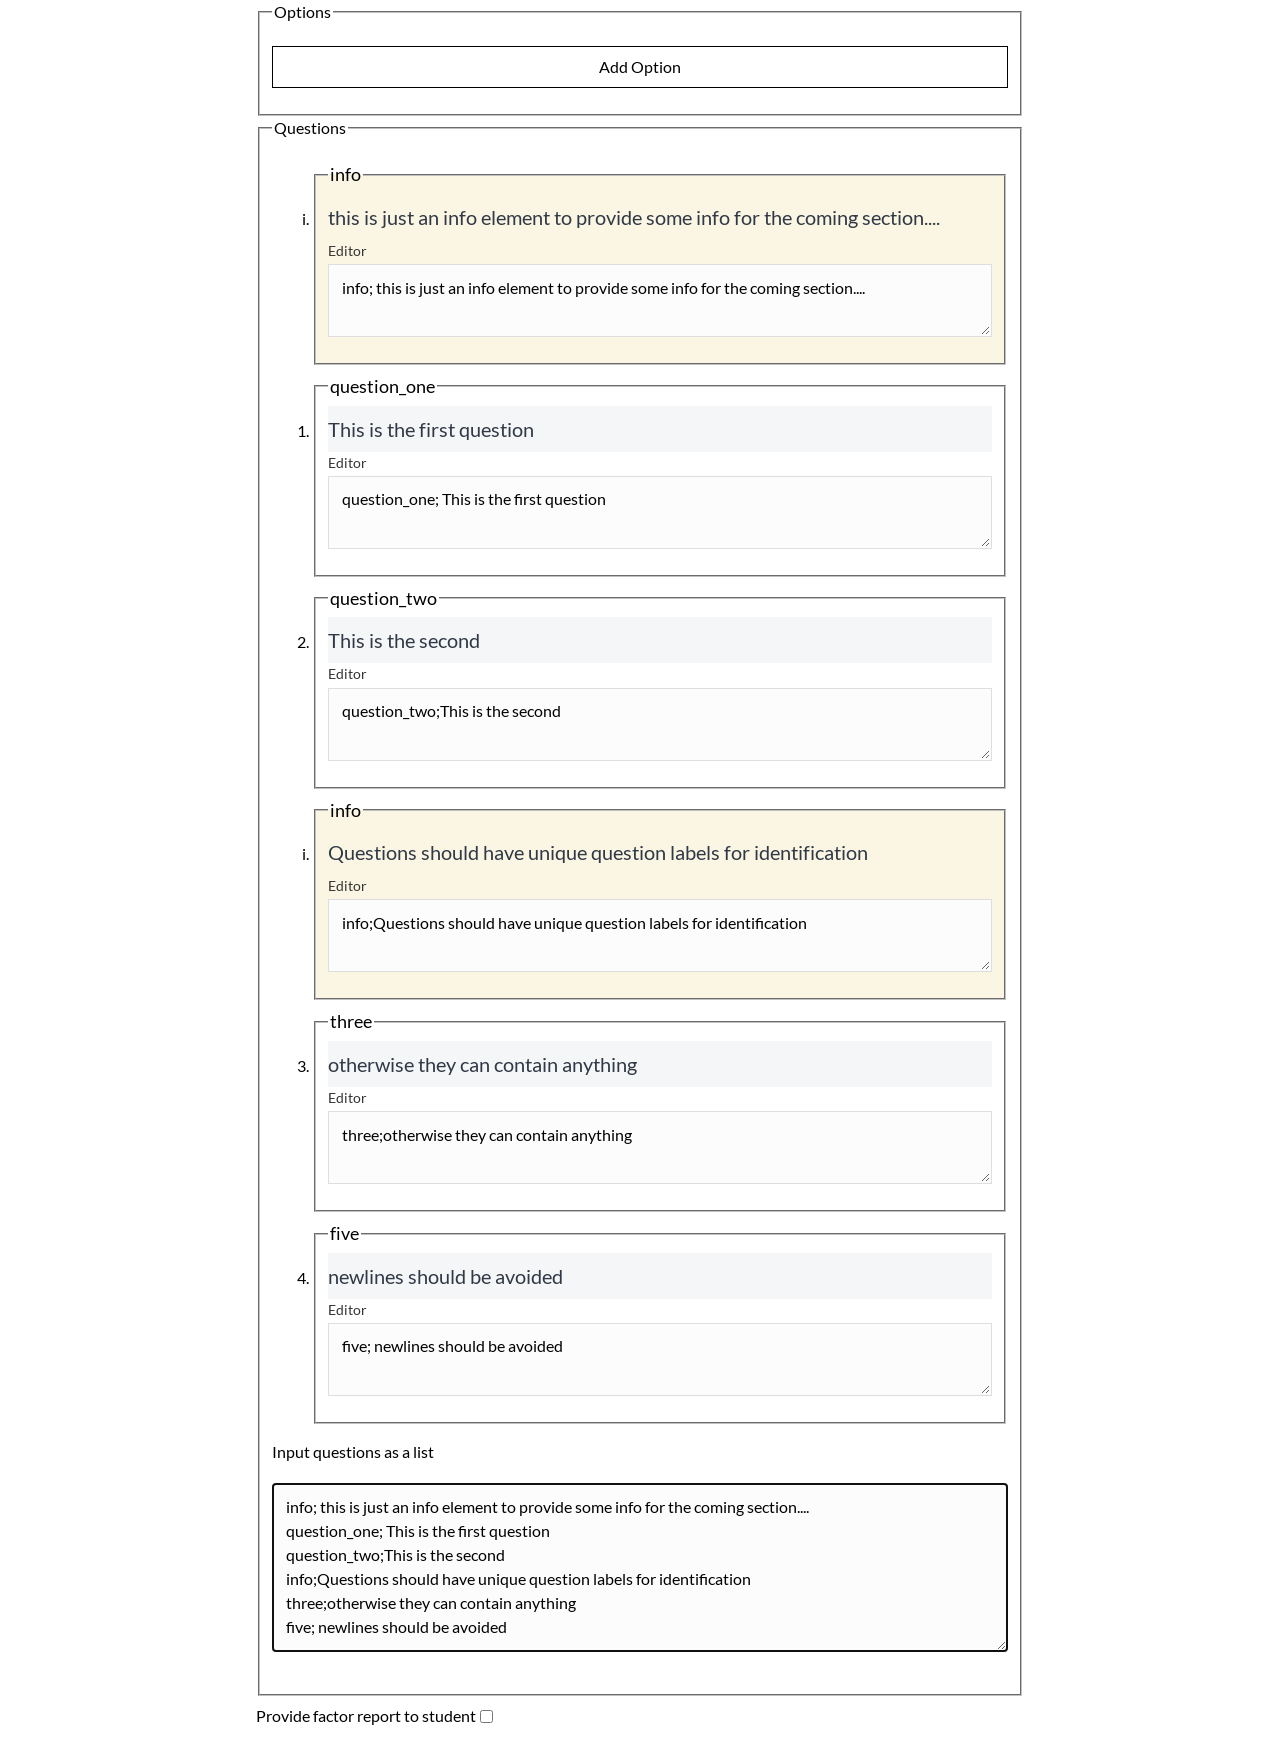 Options
Add Option
Questions
info
i.
this is just an info element to provide some info for the coming section....
Editor
info; this is just an info element to provide some info for the coming section....
question_one
1.
This is the first question
Editor
question_one; This is the first question
question_two
2.
This is the second
Editor
question_two;This is the second
info
i.
Questions should have unique question labels for identification
Editor
info;Questions should have unique question labels for identification
three
3.
otherwise they can contain anything
Editor
three;otherwise they can contain anything
five
4.
newlines should be avoided
Editor
five; newlines should be avoided
Input questions as a list
info; this is just an info element to provide some info for the coming section....
question_one; This is the first question
question_two;This is the second
info;Questions should have unique question labels for identification
three;otherwise they can contain anything
five; newlines should be avoided
Provide factor report to student